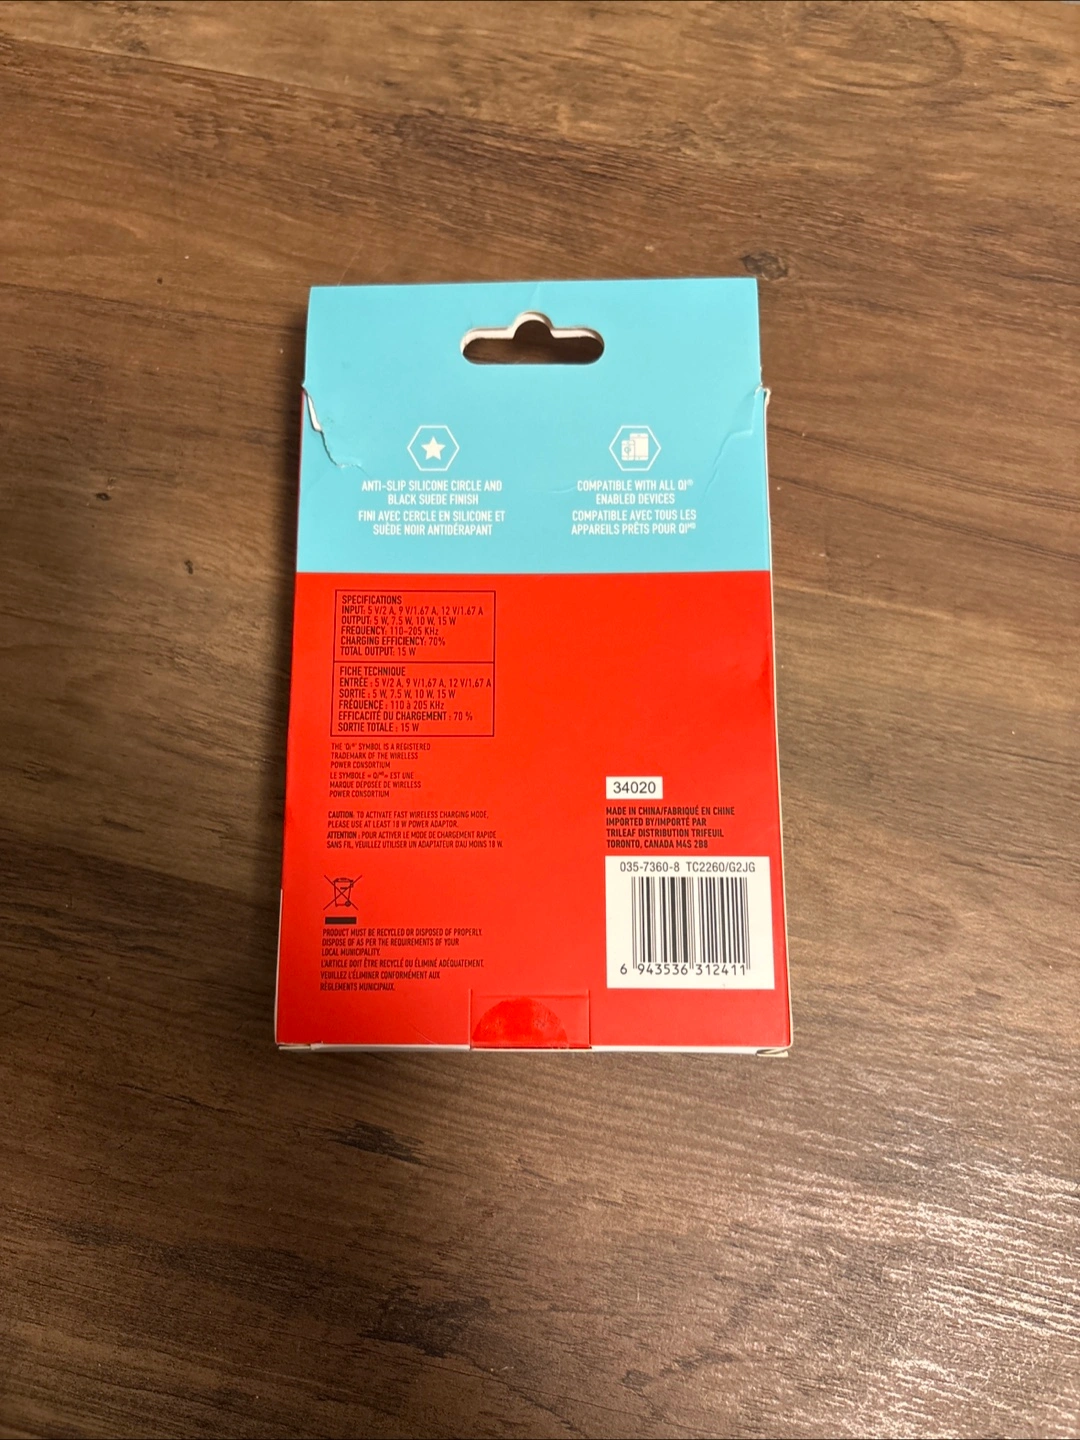 ANTI-SLIP SILICONE CIRCLE AND
BLACK SUEDE FINISH
FINI AVEC CERCLE EN SILICONE ET
SUÈDE NOIR ANTIDÉRAPANT
COMPATIBLE WITH ALL QI®
ENABLED DEVICES
COMPATIBLE AVEC TOUS LES
APPAREILS PRÊTS POUR QIᴹᴰ
SPECIFICATIONS
INPUT: 5 V/2 A, 9 V/1.67 A, 12 V/1.67 A
OUTPUT: 5 W, 7.5 W, 10 W, 15 W
FREQUENCY: 110–205 KHz
CHARGING EFFICIENCY: 70%
TOTAL OUTPUT: 15 W
FICHE TECHNIQUE
ENTRÉE : 5 V/2 A, 9 V/1,67 A, 12 V/1,67 A
SORTIE : 5 W, 7.5 W, 10 W, 15 W
FRÉQUENCE : 110 à 205 KHz
EFFICACITÉ DU CHARGEMENT : 70 %
SORTIE TOTALE : 15 W
THE 'Qi®' SYMBOL IS A REGISTERED
TRADEMARK OF THE WIRELESS
POWER CONSORTIUM
LE SYMBOLE « Qiᴹᴰ» EST UNE
MARQUE DÉPOSÉE DE WIRELESS
POWER CONSORTIUM
CAUTION: TO ACTIVATE FAST WIRELESS CHARGING MODE,
PLEASE USE AT LEAST 18 W POWER ADAPTOR.
ATTENTION : POUR ACTIVER LE MODE DE CHARGEMENT RAPIDE
SANS FIL, VEUILLEZ UTILISER UN ADAPTATEUR D'AU MOINS 18 W.
PRODUCT MUST BE RECYCLED OR DISPOSED OF PROPERLY.
DISPOSE OF AS PER THE REQUIREMENTS OF YOUR
LOCAL MUNICIPALITY.
L'ARTICLE DOIT ÊTRE RECYCLÉ OU ÉLIMINÉ ADÉQUATEMENT.
VEUILLEZ L'ÉLIMINER CONFORMÉMENT AUX
RÈGLEMENTS MUNICIPAUX.
34020
MADE IN CHINA/FABRIQUÉ EN CHINE
IMPORTED BY/IMPORTÉ PAR
TRILEAF DISTRIBUTION TRIFEUIL
TORONTO, CANADA M4S 2B8
035-7360-8 TC2260/G2JG
6 943536 312411